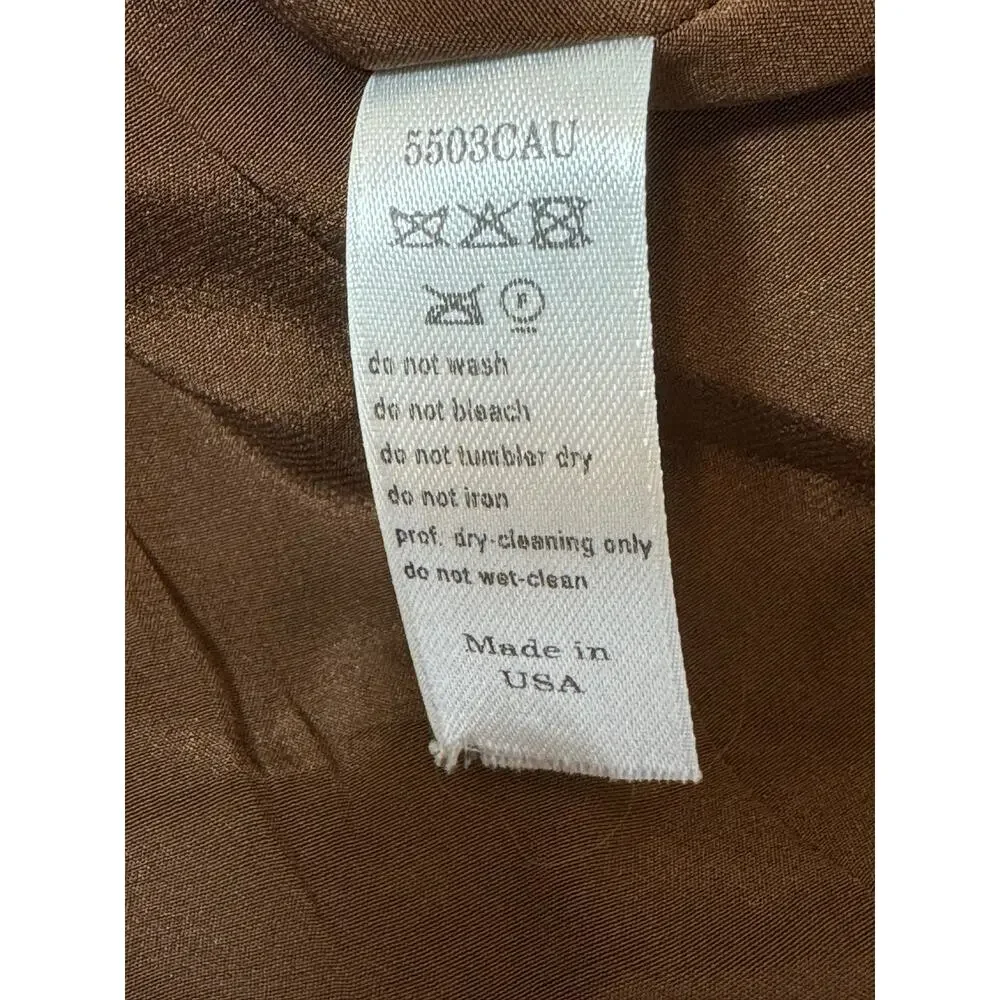 5503CAU
F
do not wash
do not bleach
do not tumbler dry
do not iron
prof. dry-cleaning only
do not wet-clean
Made in
USA